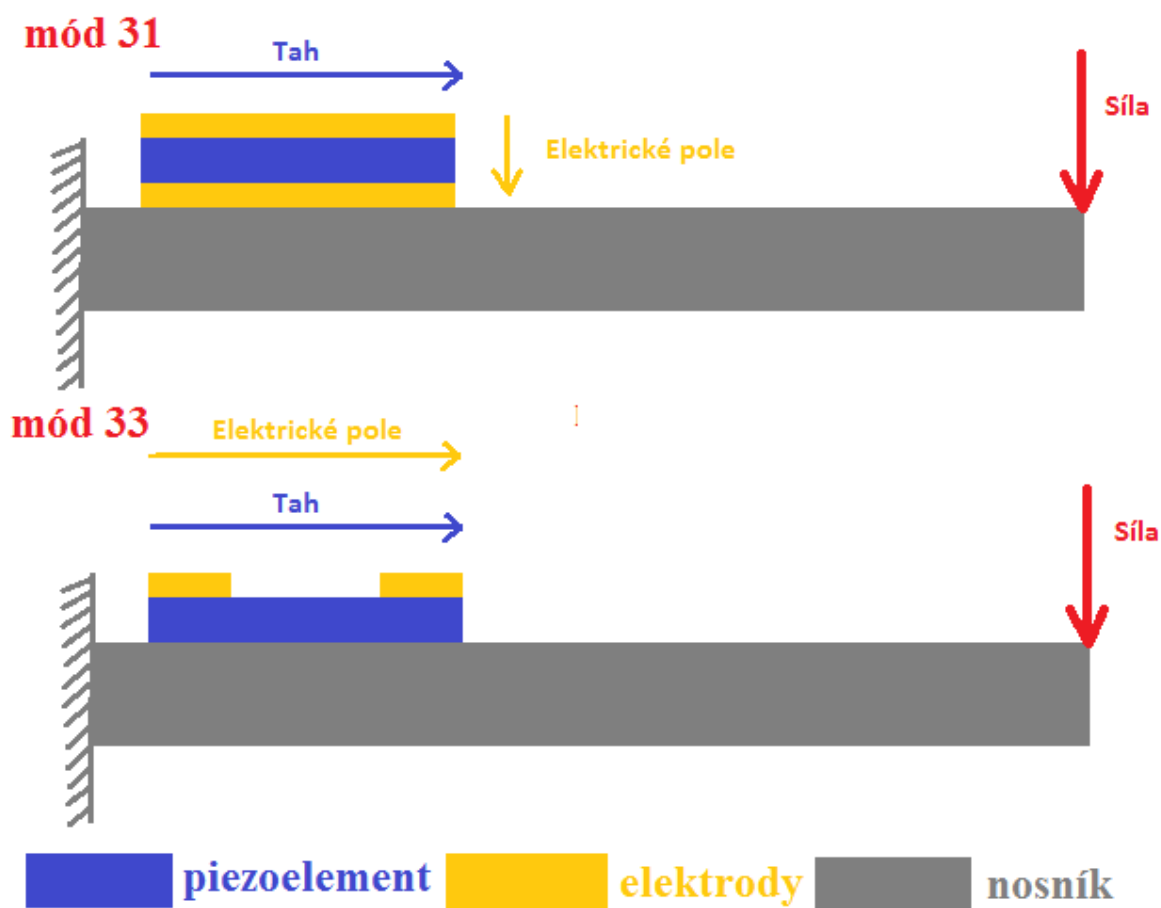 mód 31
Tah
Síla
Elektrické pole
mód 33
Elektrické pole
Tah
Síla
piezoelement elektrody nosník